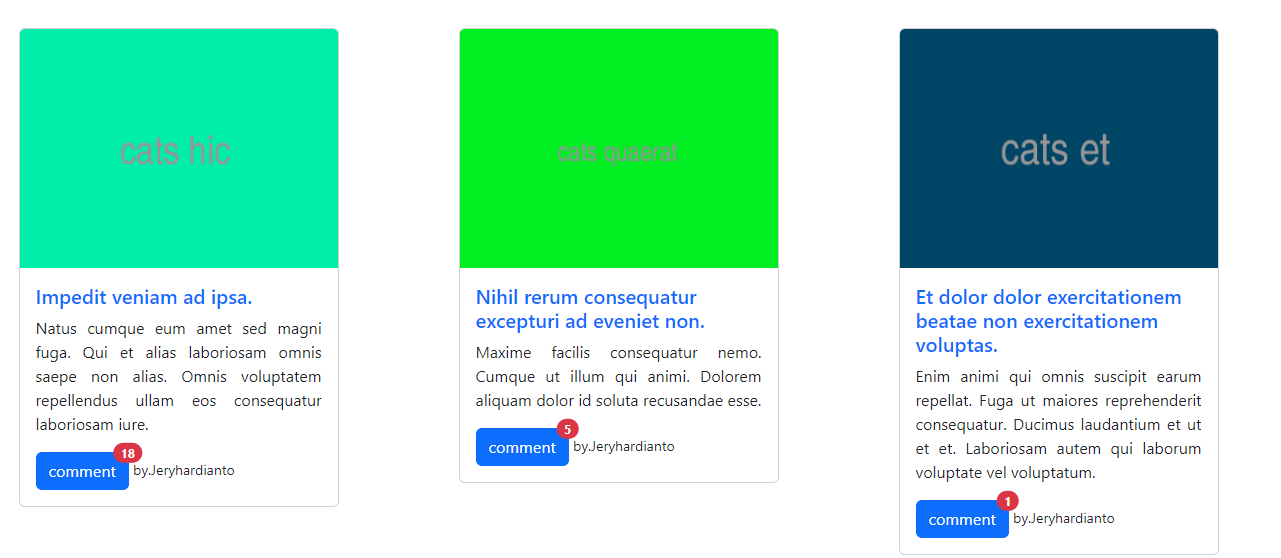 cats hic
Impedit veniam ad ipsa.
Natus cumque eum amet sed magni
fuga. Qui et alias laboriosam omnis
saepe non alias. Omnis voluptatem
repellendus ullam eos consequatur
laboriosam iure.
comment 18 by.Jeryhardianto
cats quaerat
Nihil rerum consequatur
excepturi ad eveniet non.
Maxime facilis consequatur nemo.
Cumque ut illum qui animi. Dolorem
aliquam dolor id soluta recusandae esse.
comment 5 by.Jeryhardianto
cats et
Et dolor dolor exercitationem
beatae non exercitationem
voluptas.
Enim animi qui omnis suscipit earum
repellat. Fuga ut maiores reprehenderit
consequatur. Ducimus laudantium et ut
et et. Laboriosam autem qui laborum
voluptate vel voluptatum.
comment 1 by.Jeryhardianto